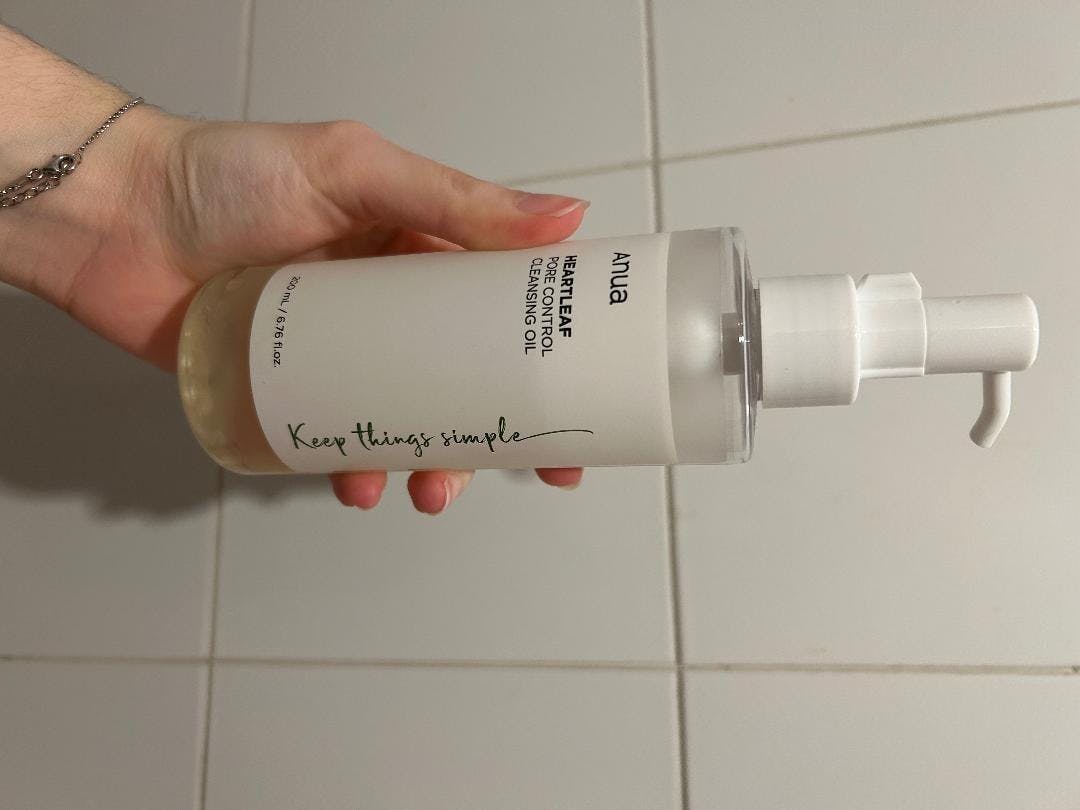 Anua
HEARTLEAF
PORE CONTROL
CLEANSING OIL
Keep things simple
200 mL / 6.76 fl.oz.